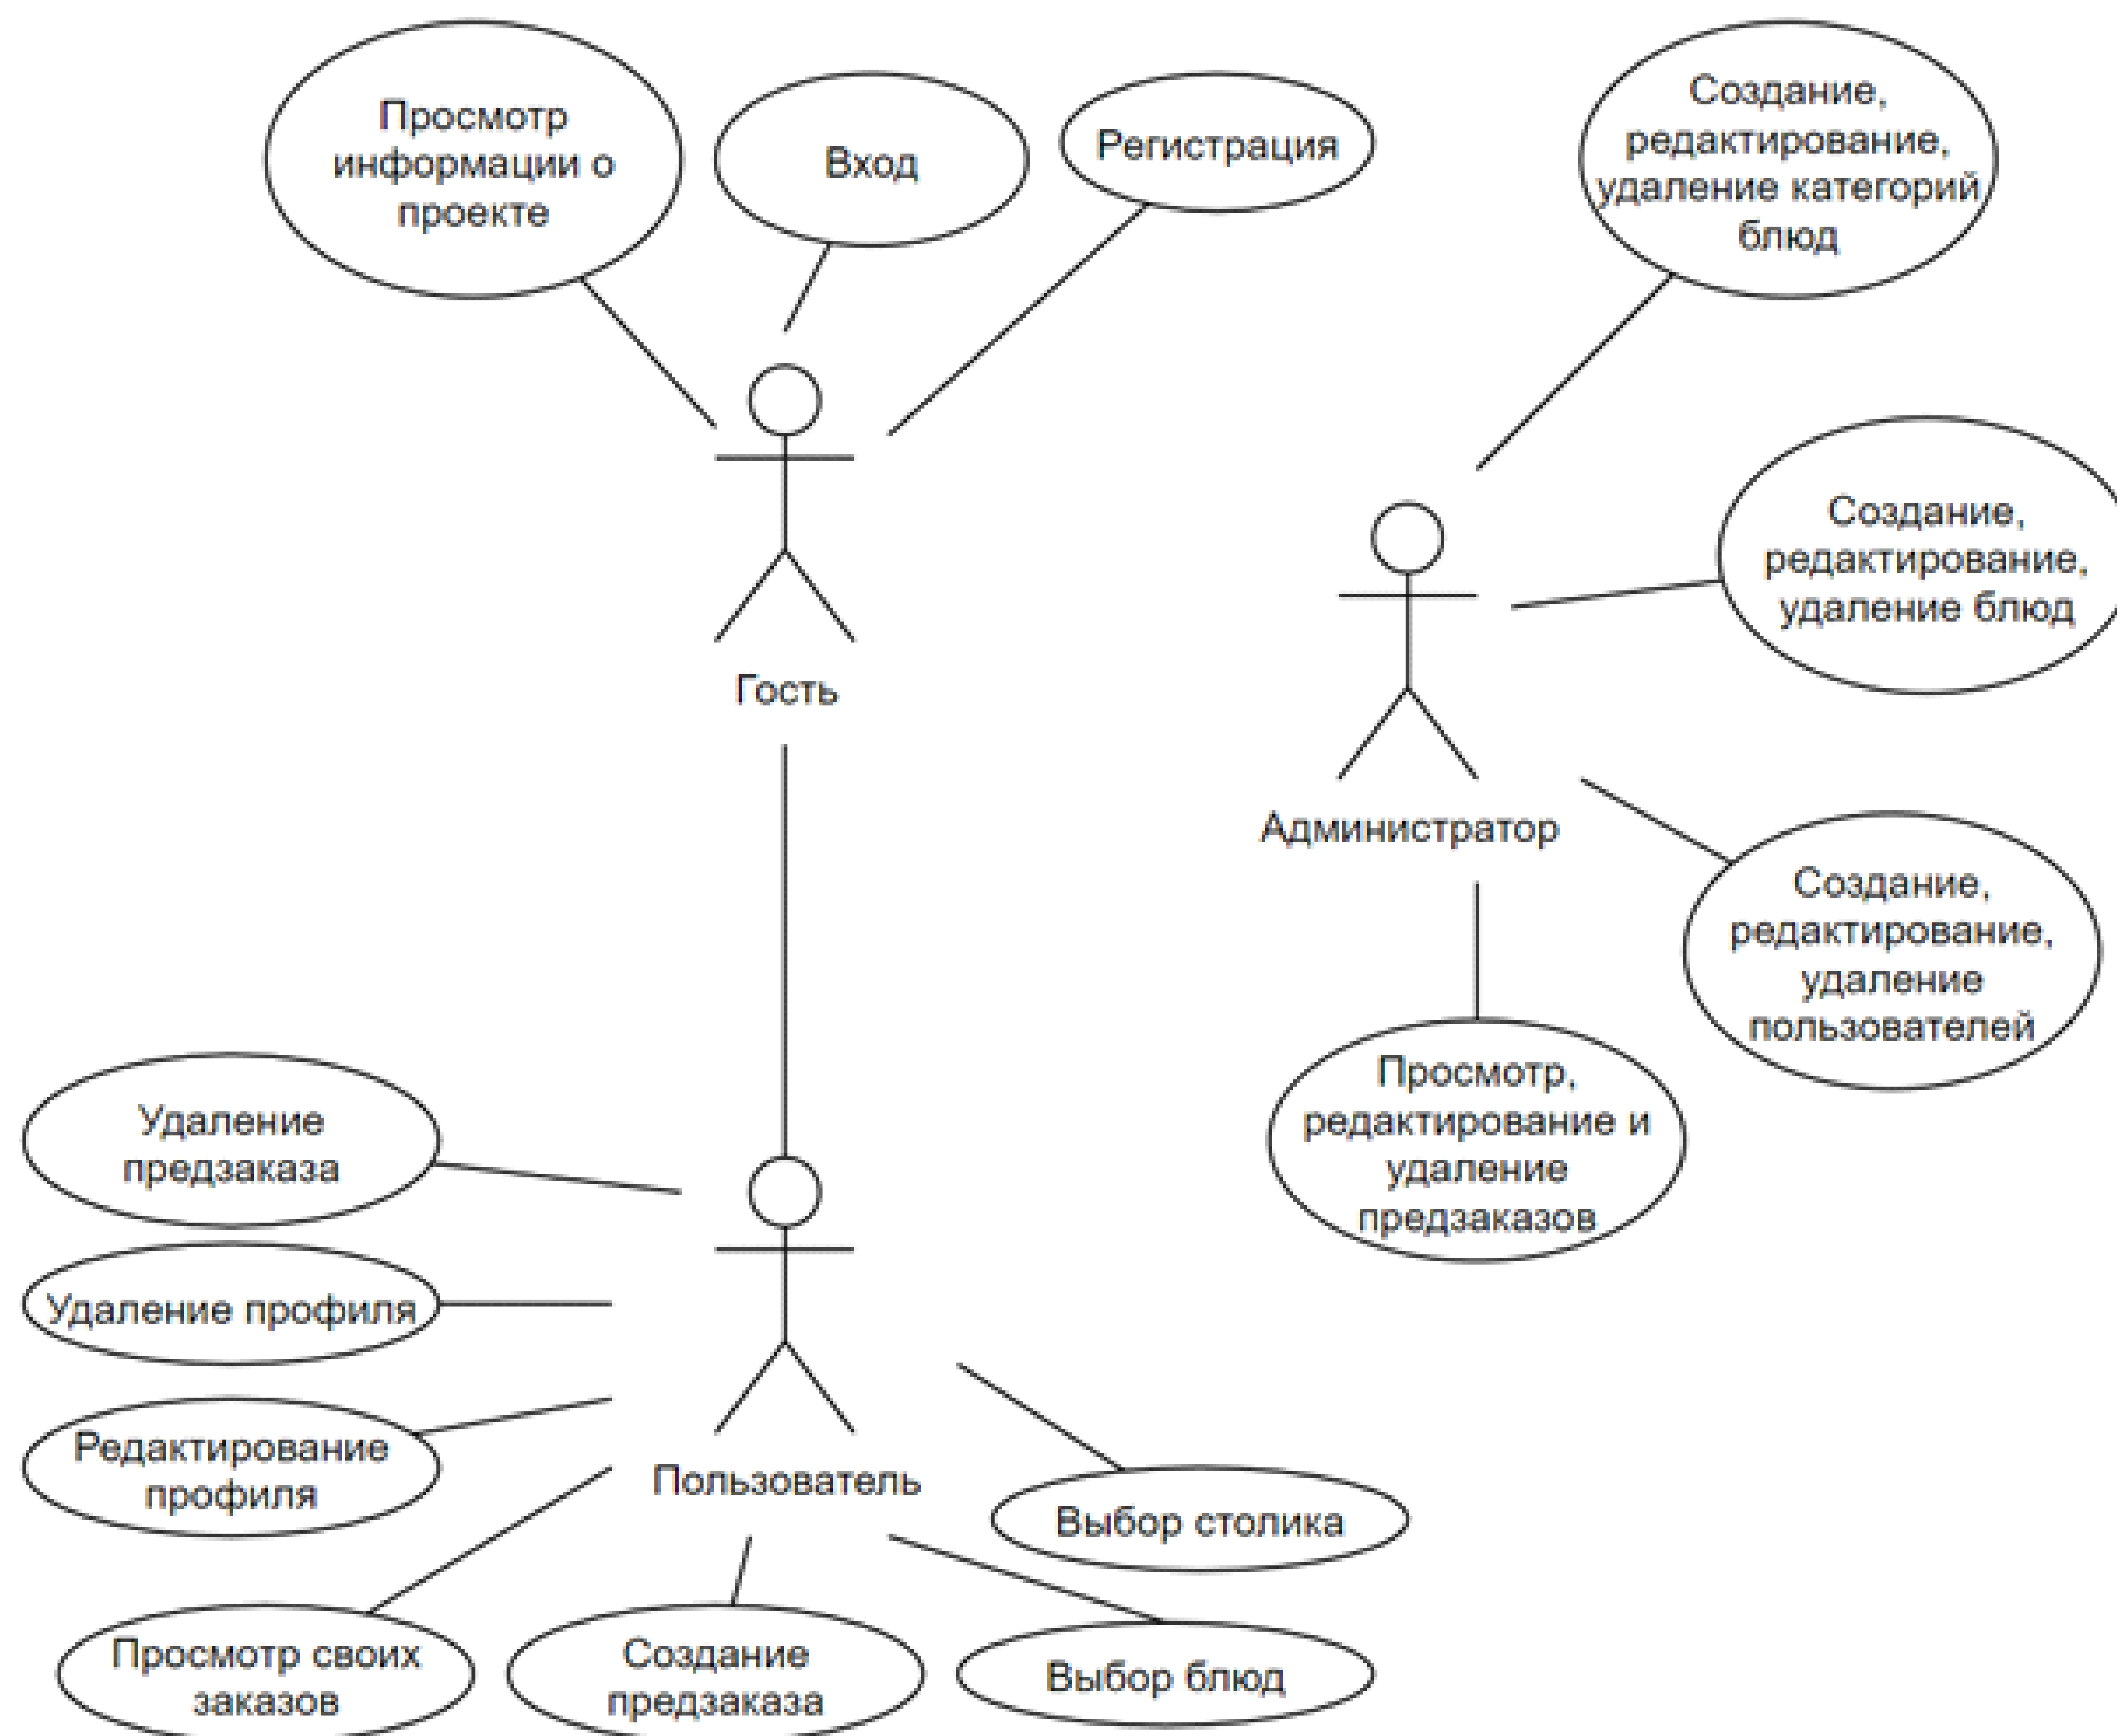 Просмотр
информации о
проекте
Вход
Регистрация
Создание,
редактирование,
удаление категорий
блюд
Создание,
редактирование,
удаление блюд
Гость
Администратор
Создание,
редактирование,
удаление
пользователей
Просмотр,
редактирование и
удаление
предзаказов
Удаление
предзаказа
Удаление профиля
Редактирование
профиля
Пользователь
Выбор столика
Просмотр своих
заказов
Создание
предзаказа
Выбор блюд